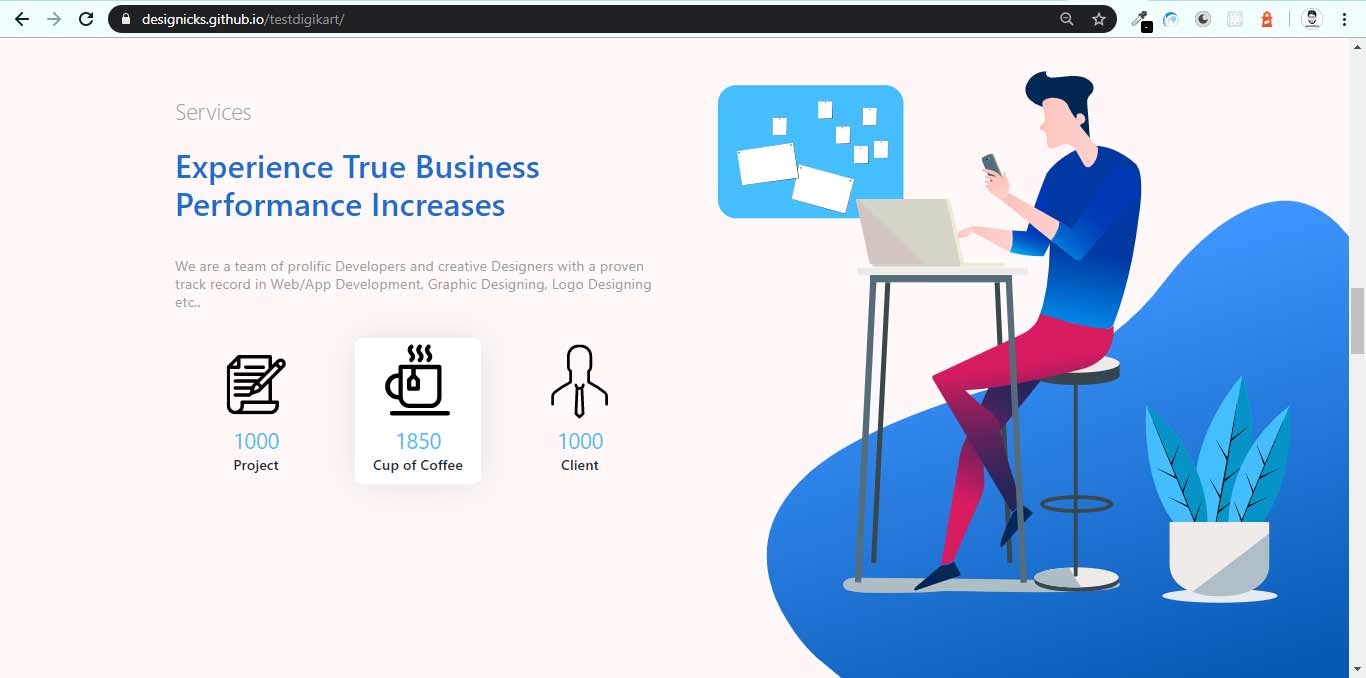 designicks.github.io/testdigikart/
Services
Experience True Business
Performance Increases
We are a team of prolific Developers and creative Designers with a proven
track record in Web/App Development, Graphic Designing, Logo Designing
etc..
1000
Project
1850
Cup of Coffee
1000
Client